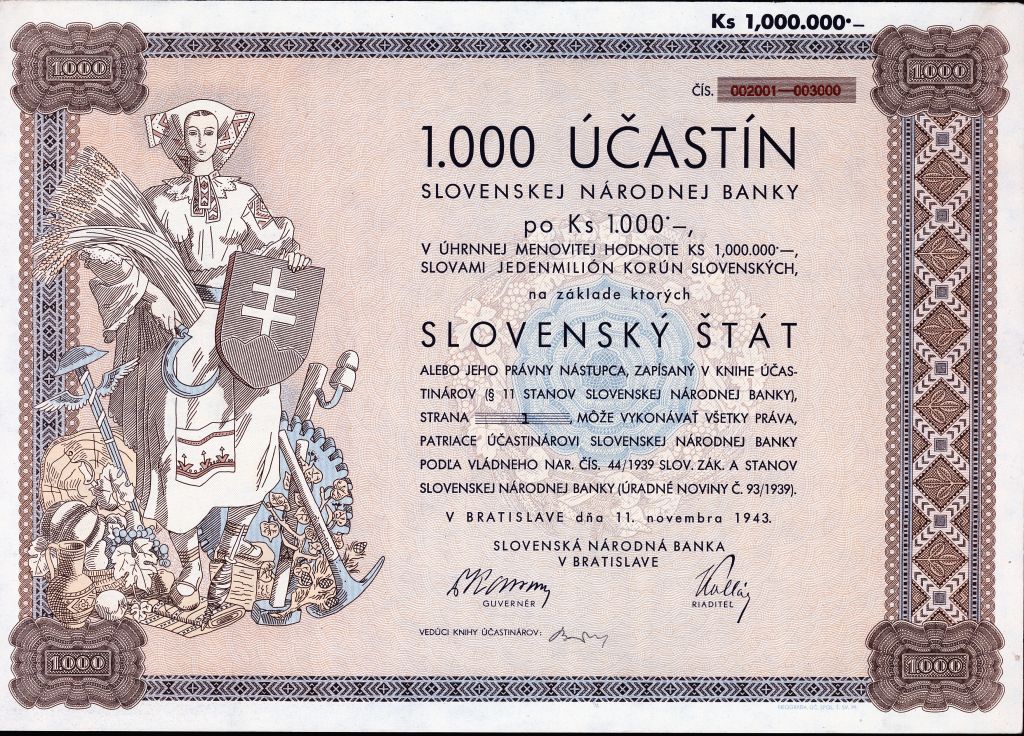 Ks 1,000.000·—
1000
1000
ČÍS. 002001—003000
1.000 ÚČASTÍN
SLOVENSKEJ NÁRODNEJ BANKY
po Ks 1.000·—,
V ÚHRNNEJ MENOVITEJ HODNOTE KS 1,000.000·—,
SLOVAMI JEDENMILIÓN KORÚN SLOVENSKÝCH,
na základe ktorých
SLOVENSKÝ ŠTÁT
ALEBO JEHO PRÁVNY NÁSTUPCA, ZAPÍSANÝ V KNIHE ÚČAS-
TINÁROV (§ 11 STANOV SLOVENSKEJ NÁRODNEJ BANKY),
STRANA 1, MÔŽE VYKONÁVAŤ VŠETKY PRÁVA,
PATRIACE ÚČASTINÁROVI SLOVENSKEJ NÁRODNEJ BANKY
PODĽA VLÁDNEHO NAR. ČÍS. 44/1939 SLOV. ZÁK. A STANOV
SLOVENSKEJ NÁRODNEJ BANKY (ÚRADNÉ NOVINY Č. 93/1939).
V BRATISLAVE dňa 11. novembra 1943.
SLOVENSKÁ NÁRODNÁ BANKA
V BRATISLAVE
GUVERNÉR
RIADITEĽ
VEDÚCI KNIHY ÚČASTINÁROV:
1000
1000